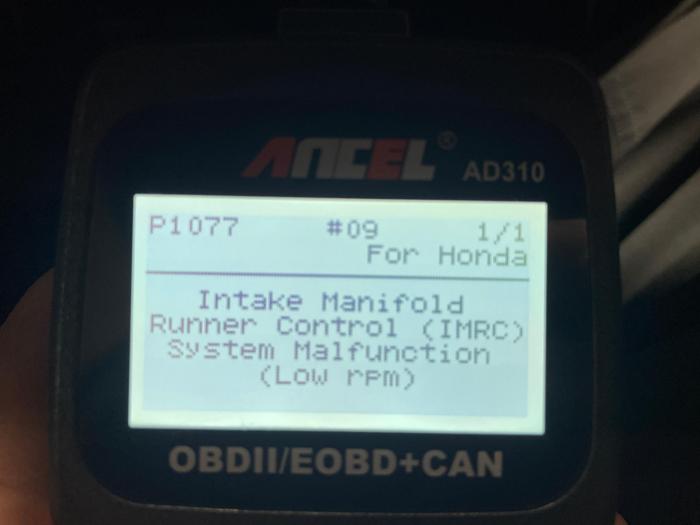 ANCEL® AD310
P1077 #09 1/1
For Honda
Intake Manifold
Runner Control (IMRC)
System Malfunction
(Low rpm)
OBDII/EOBD+CAN